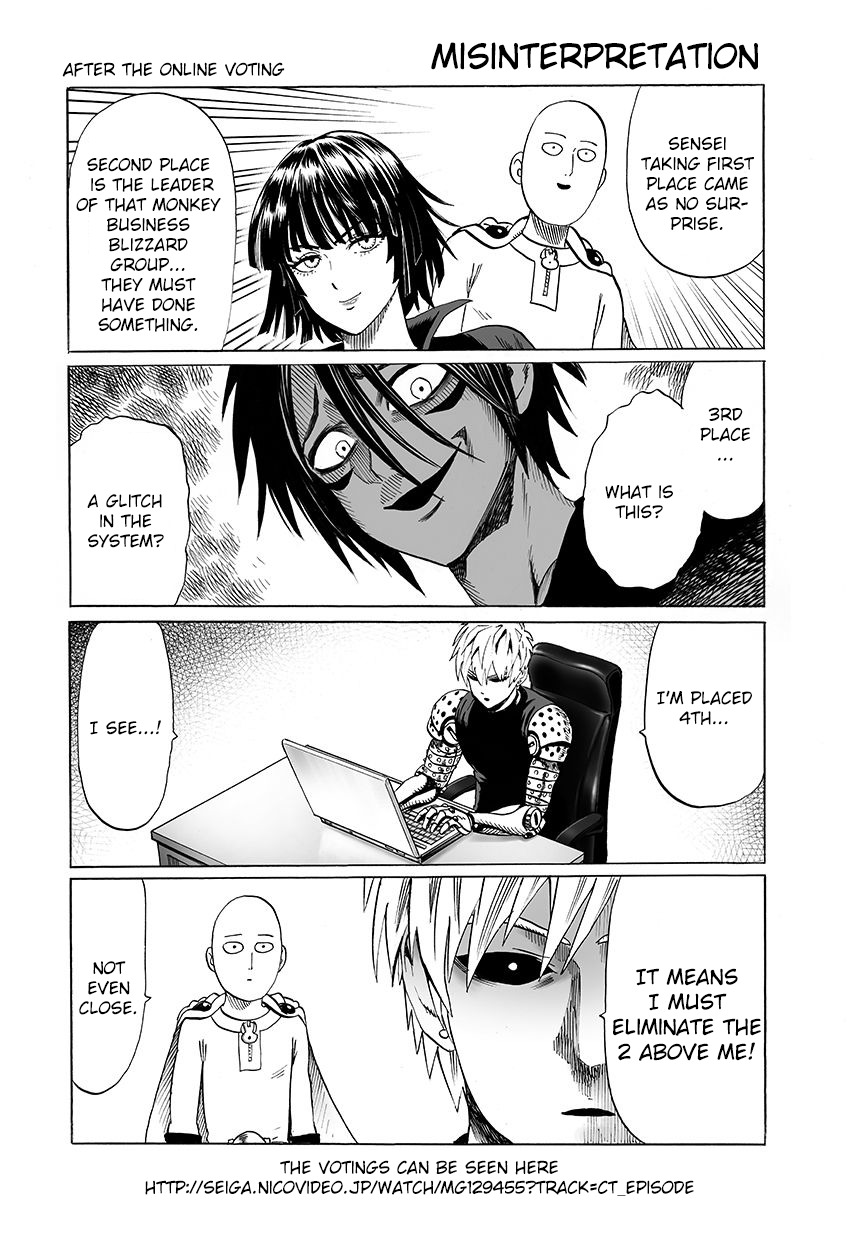 MISINTERPRETATION
AFTER THE ONLINE VOTING
SENSEI
TAKING FIRST
PLACE CAME
AS NO SUR-
PRISE.
SECOND PLACE
IS THE LEADER
OF THAT MONKEY
BUSINESS
BLIZZARD
GROUP...
THEY MUST
HAVE DONE
SOMETHING.
3RD
PLACE
...
WHAT IS
THIS?
A GLITCH
IN THE
SYSTEM?
I'M PLACED
4TH...
I SEE...!
IT MEANS
I MUST
ELIMINATE THE
2 ABOVE ME!
NOT
EVEN
CLOSE.
THE VOTINGS CAN BE SEEN HERE
HTTP://SEIGA.NICOVIDEO.JP/WATCH/MG129455?TRACK=CT_EPISODE